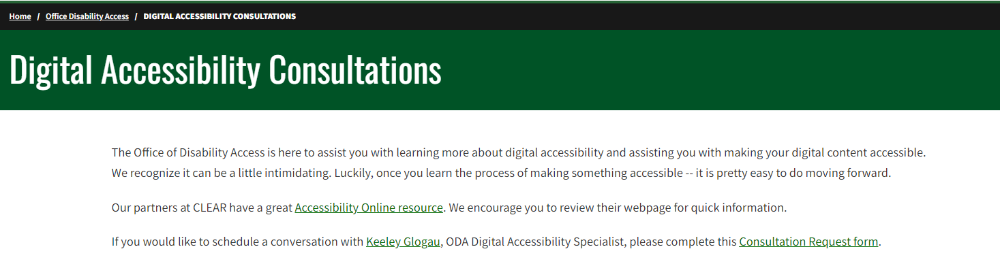 Home / Office Disability Access / DIGITAL ACCESSIBILITY CONSULTATIONS
Digital Accessibility Consultations
The Office of Disability Access is here to assist you with learning more about digital accessibility and assisting you with making your digital content accessible.
We recognize it can be a little intimidating. Luckily, once you learn the process of making something accessible -- it is pretty easy to do moving forward.
Our partners at CLEAR have a great Accessibility Online resource. We encourage you to review their webpage for quick information.
If you would like to schedule a conversation with Keeley Glogau, ODA Digital Accessibility Specialist, please complete this Consultation Request form.